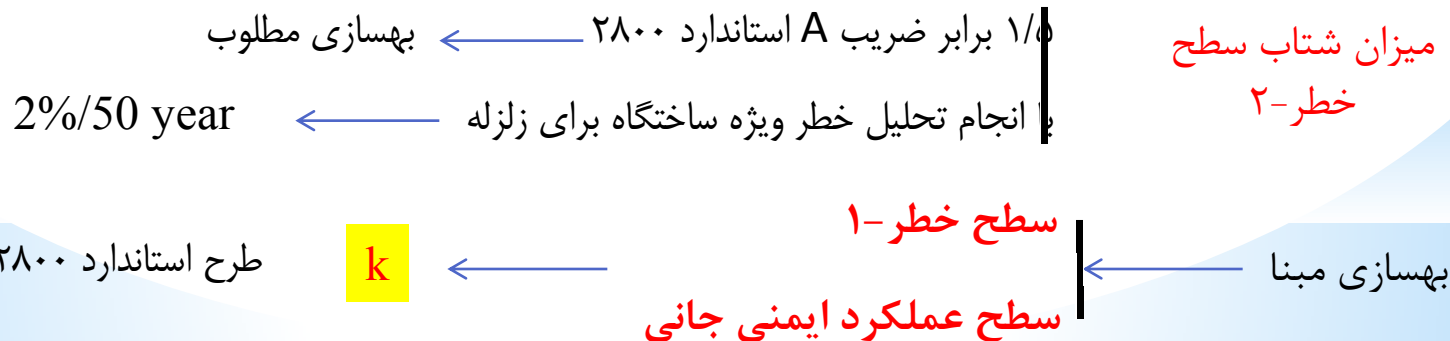 میزان شتاب سطح
خطر-۲
۱/۵ برابر ضریب A استاندارد ۲۸۰۰ بهسازی مطلوب
با انجام تحلیل خطر ویژه ساختگاه برای زلزله 2%/50 year
سطح خطر-۱
بهسازی مبنا k طرح استاندارد ۲۸۰۰
سطح عملکرد ایمنی جانی